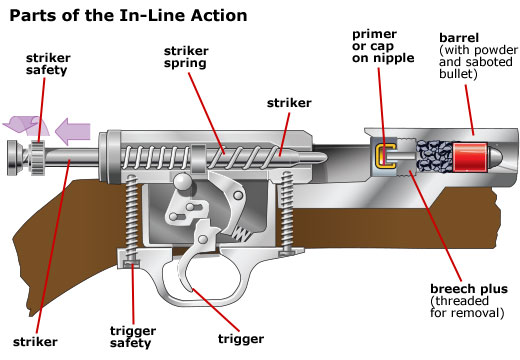 Parts of the In-Line Action
striker
safety
striker
spring
striker
primer
or cap
on nipple
barrel
(with powder
and saboted
bullet)
striker
trigger
safety
trigger
breech plus
(threaded
for removal)